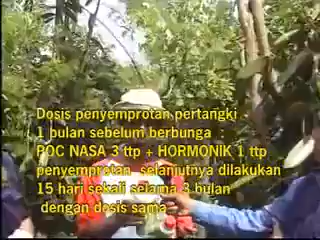 Dosis penyemprotan pertangki
1 bulan sebelum berbunga :
POC NASA 3 ttp + HORMONIK 1 ttp
penyemprotan selanjutnya dilakukan
15 hari sekali selama 3 bulan
dengan dosis sama